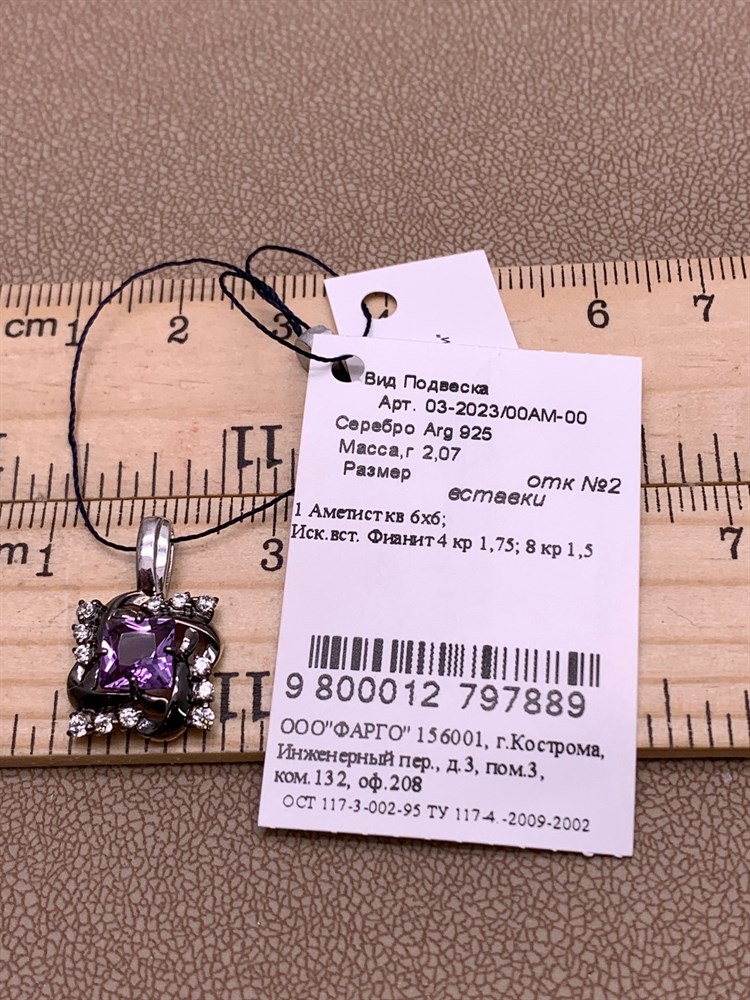 cm 1 2 3 6 7
11
Вид Подвеска
Арт. 03-2023/00АМ-00
Серебро Arg 925
Масса,г 2,07
Размер
отк №2
вставки
1 Аметист кв 6х6;
Иск.вст. Фианит 4 кр 1,75; 8 кр 1,5
m 1 3 7
11
9 800012 797889
ООО"ФАРГО" 156001, г.Кострома,
Инженерный пер., д.3, пом.3,
ком.132, оф.208
ОСТ 117-3-002-95 ТУ 117-4.-2009-2002